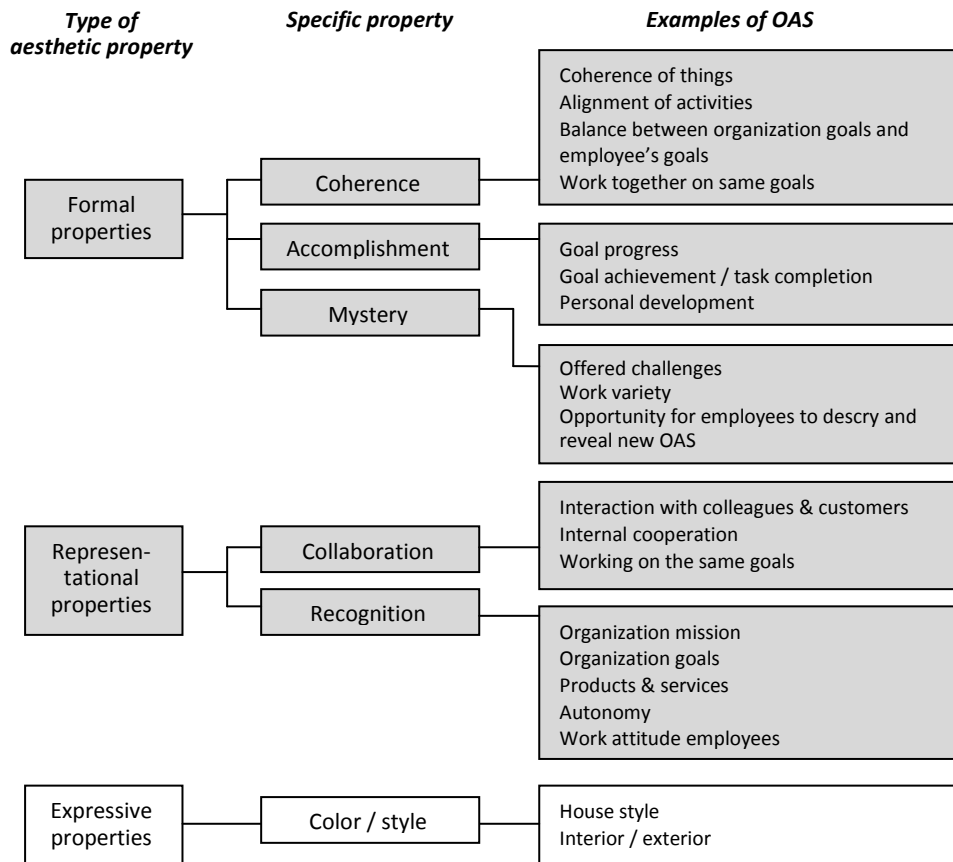 Type of
aesthetic property
Specific property
Examples of OAS
Formal
properties
Coherence
Coherence of things
Alignment of activities
Balance between organization goals and
employee's goals
Work together on same goals
Accomplishment
Goal progress
Goal achievement / task completion
Personal development
Mystery
Offered challenges
Work variety
Opportunity for employees to descry and
reveal new OAS
Represen-
tational
properties
Collaboration
Interaction with colleagues & customers
Internal cooperation
Working on the same goals
Recognition
Organization mission
Organization goals
Products & services
Autonomy
Work attitude employees
Expressive
properties
Color / style
House style
Interior / exterior